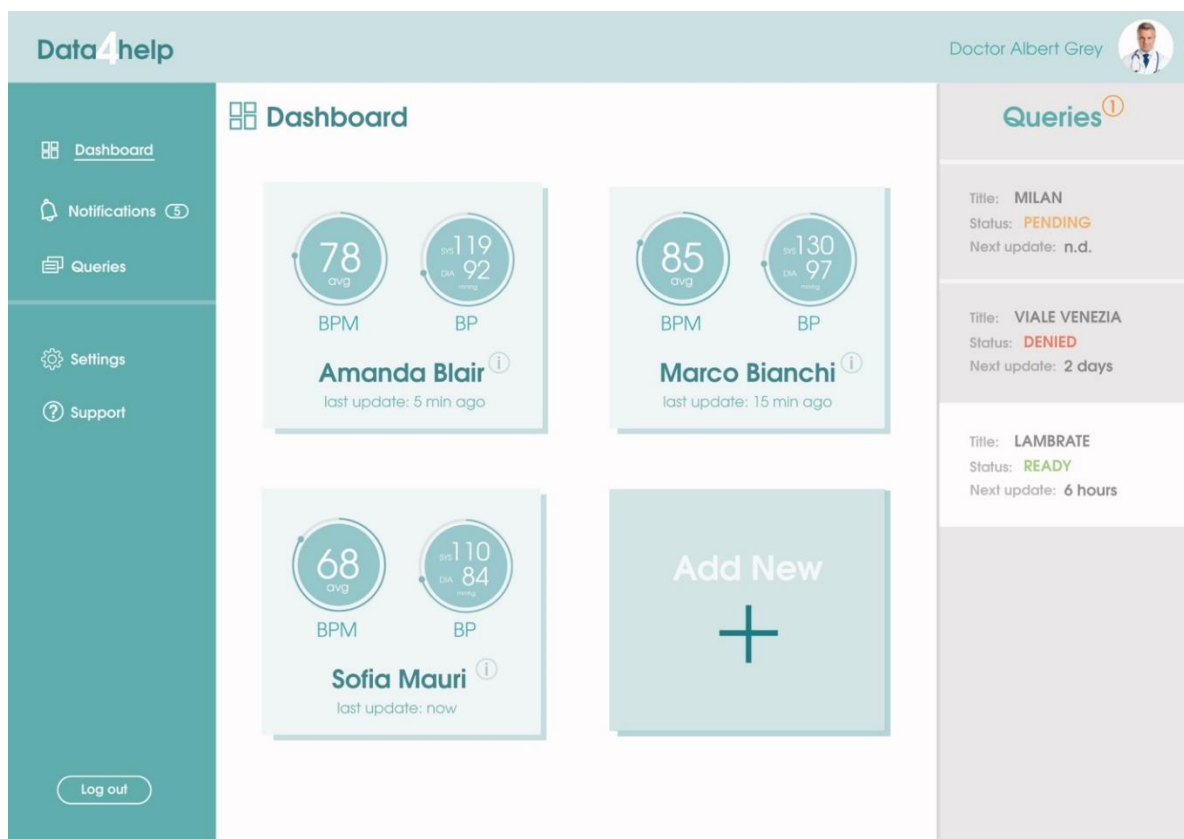 Data4help
Doctor Albert Grey
Dashboard
Notifications 5
Queries
Settings
Support
Log out
Dashboard
78
avg
BPM
SYS 119
DIA 92
mmHg
BP
Amanda Blair i
last update: 5 min ago
85
avg
BPM
SYS 130
DIA 97
mmHg
BP
Marco Bianchi i
last update: 15 min ago
68
avg
BPM
SYS 110
DIA 84
mmHg
BP
Sofia Mauri i
last update: now
Add New
+
Queries 1
Title: MILAN
Status: PENDING
Next update: n.d.
Title: VIALE VENEZIA
Status: DENIED
Next update: 2 days
Title: LAMBRATE
Status: READY
Next update: 6 hours